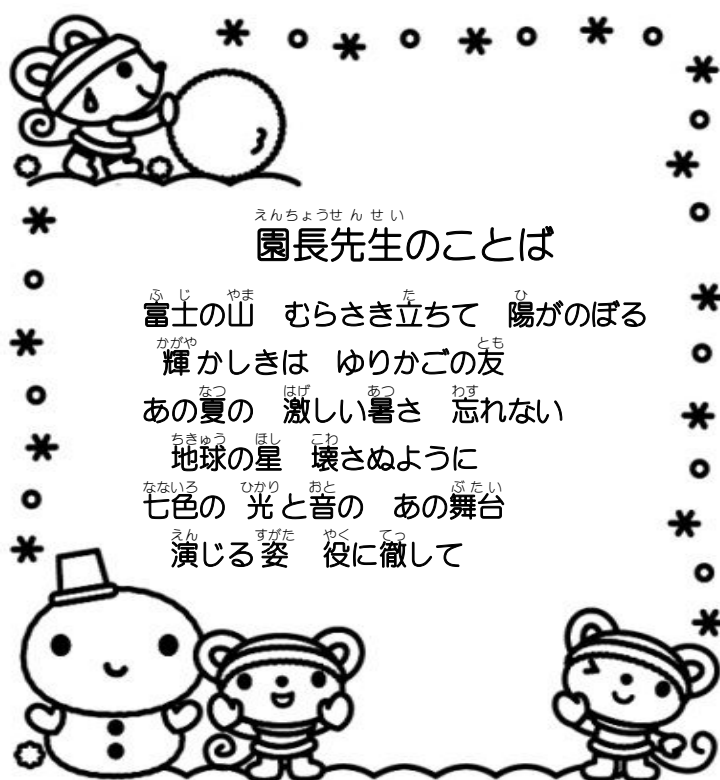 園長先生のことば
富士の山　むらさき立ちて　陽がのぼる
輝かしきは　ゆりかごの友
あの夏の　激しい暑さ　忘れない
地球の星　壊さぬように
七色の　光と音の　あの舞台
演じる姿　役に徹して